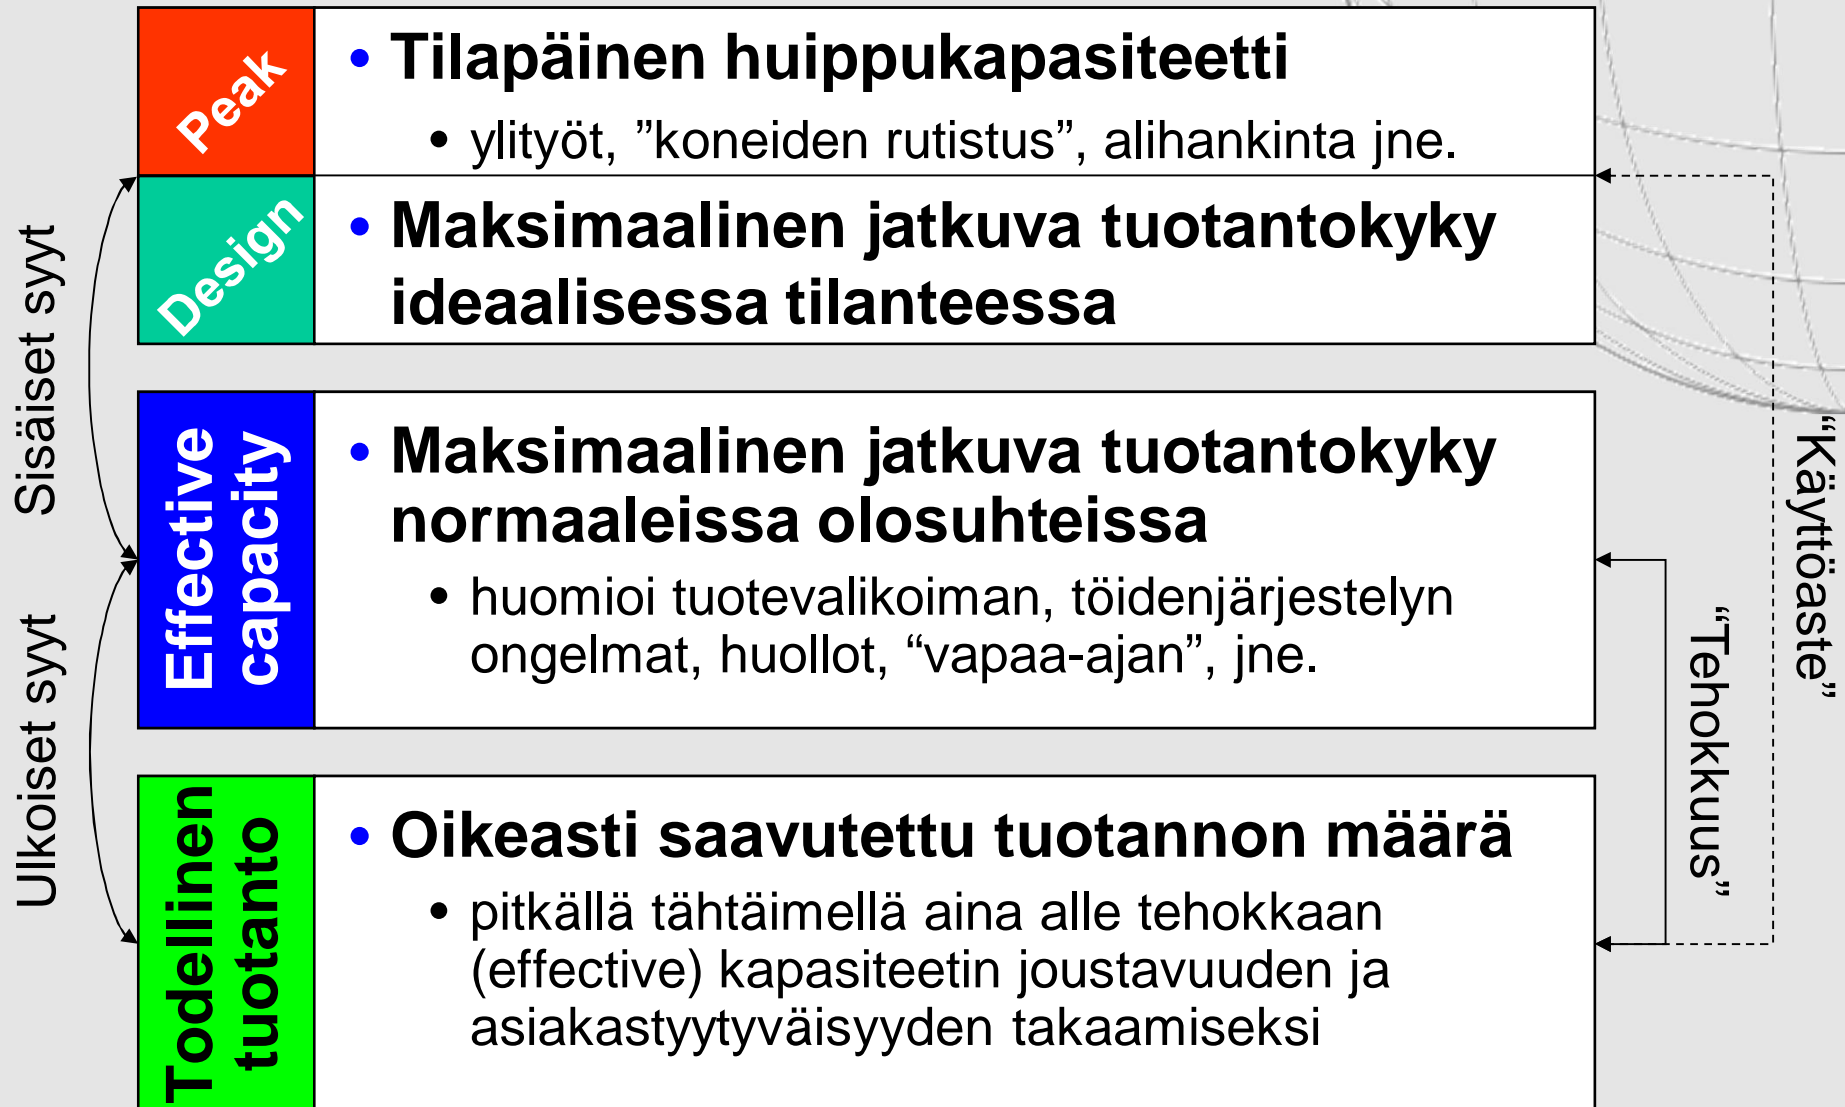 Peak
• Tilapäinen huippukapasiteetti
• ylityöt, ”koneiden rutistus”, alihankinta jne.
Design
• Maksimaalinen jatkuva tuotantokyky
ideaalisessa tilanteessa
Sisäiset syyt
Effective
capacity
• Maksimaalinen jatkuva tuotantokyky
normaaleissa olosuhteissa
• huomioi tuotevalikoiman, töidenjärjestelyn
ongelmat, huollot, “vapaa-ajan”, jne.
Ulkoiset syyt
Todellinen
tuotanto
• Oikeasti saavutettu tuotannon määrä
• pitkällä tähtäimellä aina alle tehokkaan
(effective) kapasiteetin joustavuuden ja
asiakastyytyväisyyden takaamiseksi
“Tehokkuus”
“Käyttöaste”